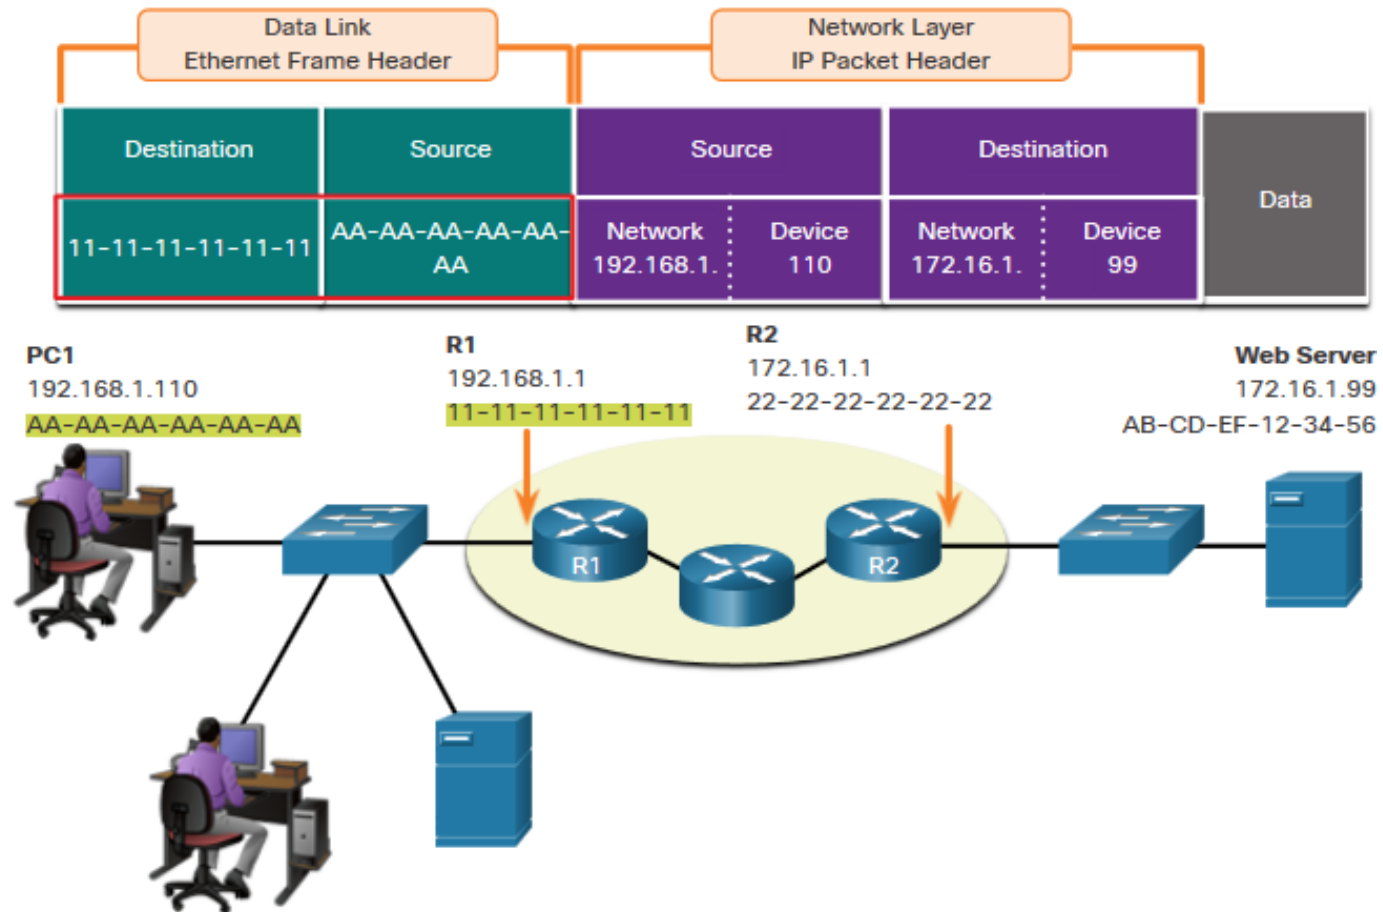 Data Link
Ethernet Frame Header
Network Layer
IP Packet Header
Destination
Source
Source
Destination
Data
11-11-11-11-11-11
AA-AA-AA-AA-AA-
AA
Network
192.168.1.
Device
110
Network
172.16.1.
Device
99
PC1
192.168.1.110
AA-AA-AA-AA-AA-AA
R1
192.168.1.1
11-11-11-11-11-11
R2
172.16.1.1
22-22-22-22-22-22
Web Server
172.16.1.99
AB-CD-EF-12-34-56
R1
R2